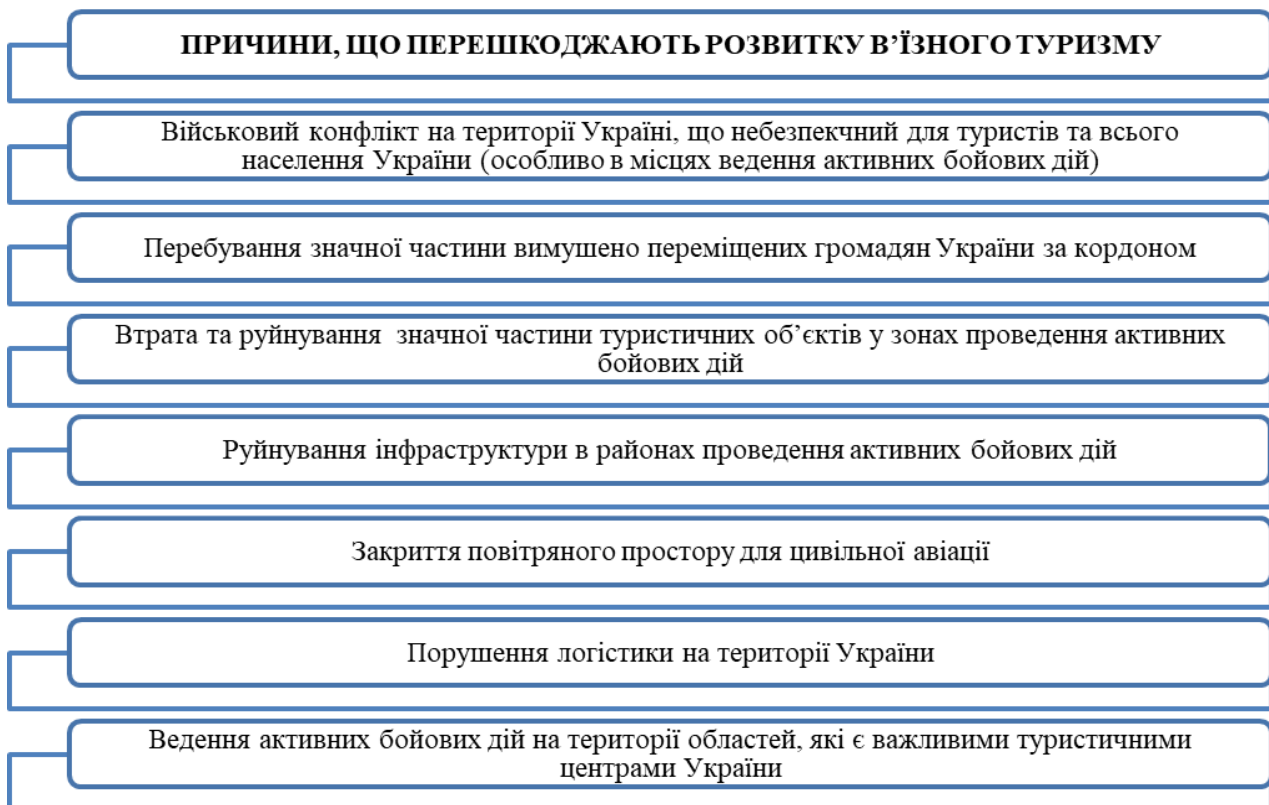 ПРИЧИНИ, ЩО ПЕРЕШКОДЖАЮТЬ РОЗВИТКУ В’ЇЗНОГО ТУРИЗМУ
Військовий конфлікт на території Україні, що небезпекчний для туристів та всього
населення України (особливо в місцях ведення активних бойових дій)
Перебування значної частини вимушено переміщених громадян України за кордоном
Втрата та руйнування значної частини туристичних об’єктів у зонах проведення активних
бойових дій
Руйнування інфраструктури в районах проведення активних бойових дій
Закриття повітряного простору для цивільної авіації
Порушення логістики на території України
Ведення активних бойових дій на території областей, які є важливими туристичними
центрами України